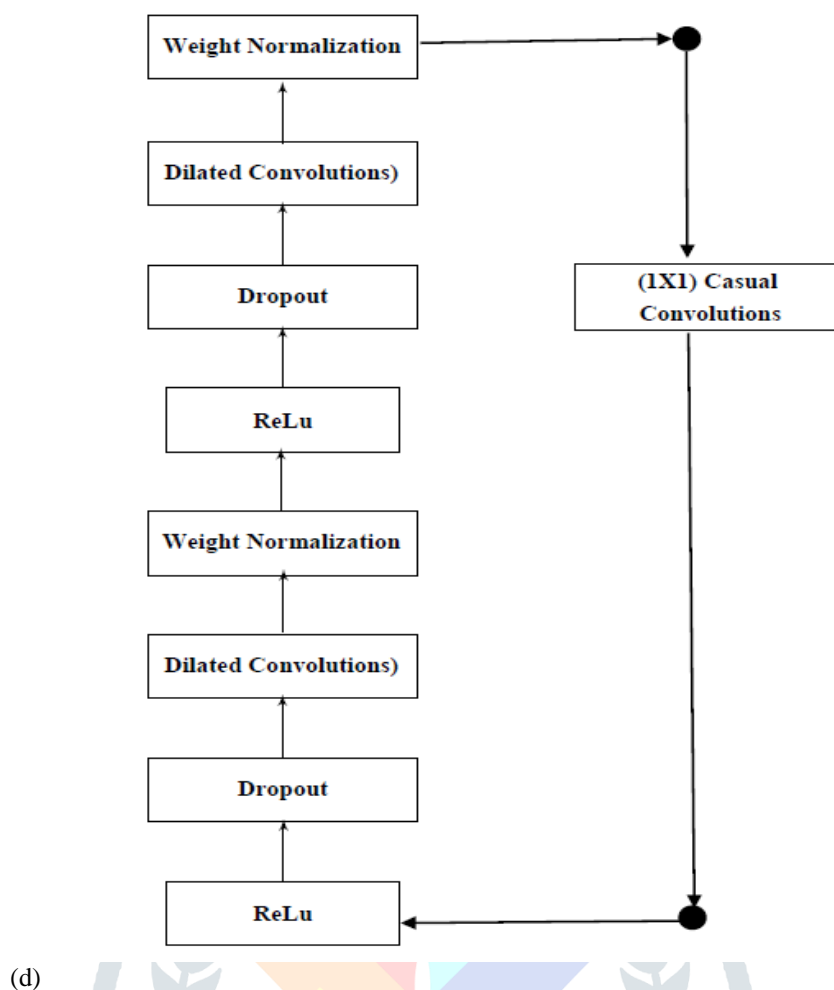 Weight Normalization
Dilated Convolutions)
Dropout
(1X1) Casual
Convolutions
ReLu
Weight Normalization
Dilated Convolutions)
Dropout
ReLu
(d)